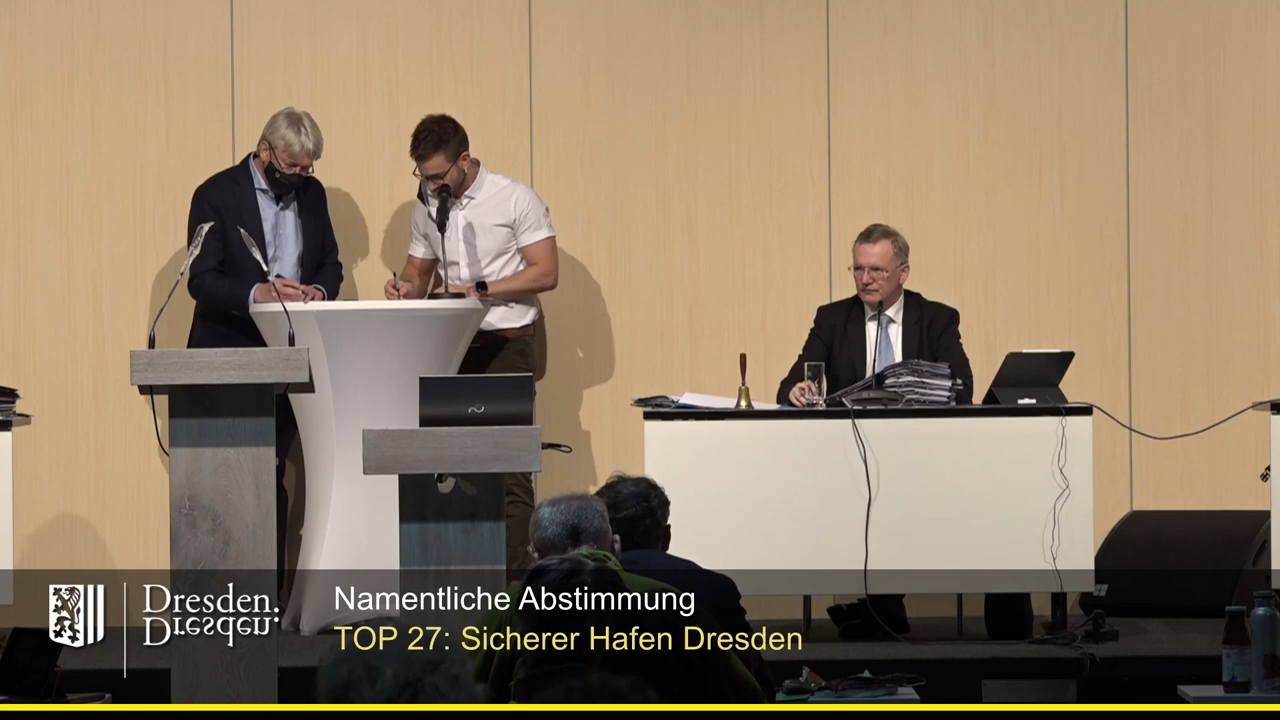 Dresden.
Dresden.
Namentliche Abstimmung
TOP 27: Sicherer Hafen Dresden